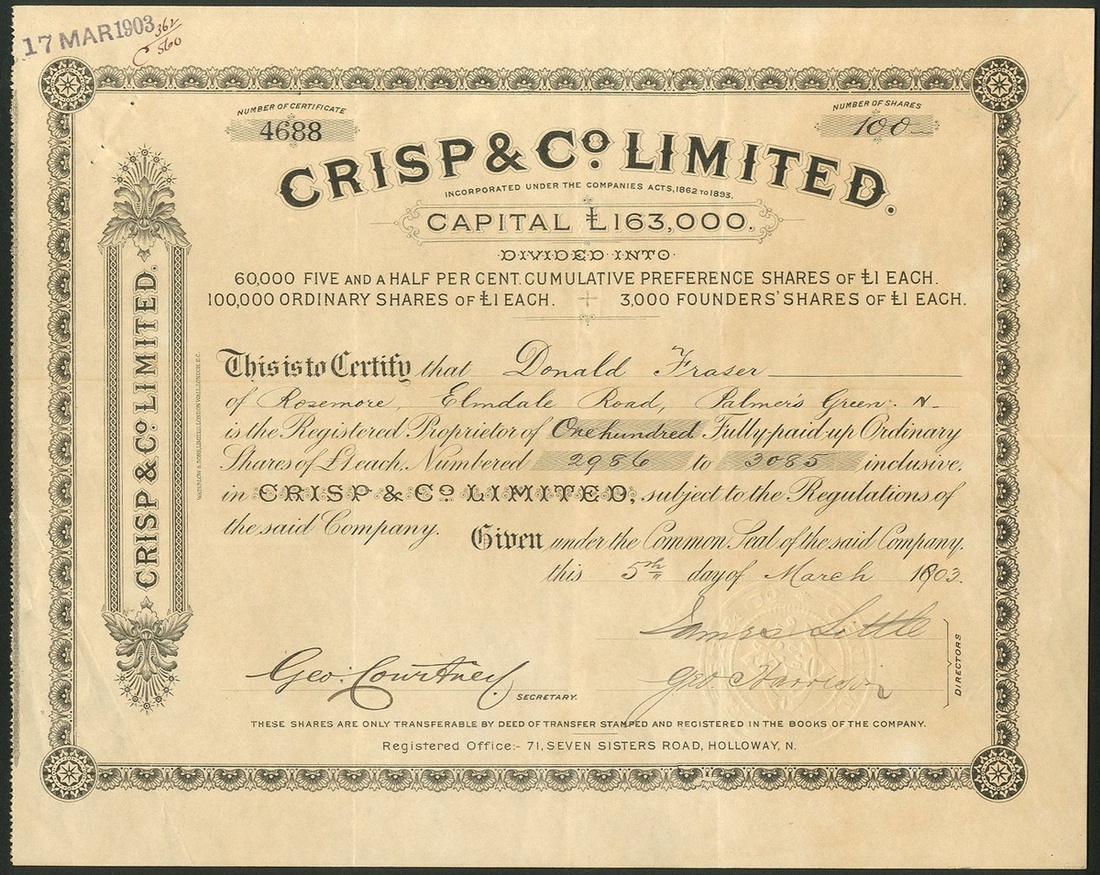 17 MAR 1903
362
C 560
NUMBER OF CERTIFICATE
4688
NUMBER OF SHARES
100
CRISP & Co. LIMITED.
INCORPORATED UNDER THE COMPANIES ACTS, 1862 TO 1893.
CAPITAL £163,000.
DIVIDED INTO
60,000 FIVE AND A HALF PER CENT. CUMULATIVE PREFERENCE SHARES OF £1 EACH.
100,000 ORDINARY SHARES OF £1 EACH. 3,000 FOUNDERS' SHARES OF £1 EACH.
This is to Certify that Donald Fraser
of Rosemore, Elmdale Road, Palmer's Green. N
is the Registered Proprietor of One hundred Fully-paid up Ordinary
Shares of £1 each. Numbered 2986 to 3085 inclusive,
in CRISP & Co. LIMITED, subject to the Regulations of
the said Company. Given under the Common Seal of the said Company.
this 5th day of March 1903.
James Little
Geo. Courtney SECRETARY.
Geo Harrison
DIRECTORS
THESE SHARES ARE ONLY TRANSFERABLE BY DEED OF TRANSFER STAMPED AND REGISTERED IN THE BOOKS OF THE COMPANY.
Registered Office:- 71, SEVEN SISTERS ROAD, HOLLOWAY, N.
CRISP & Co. LIMITED.